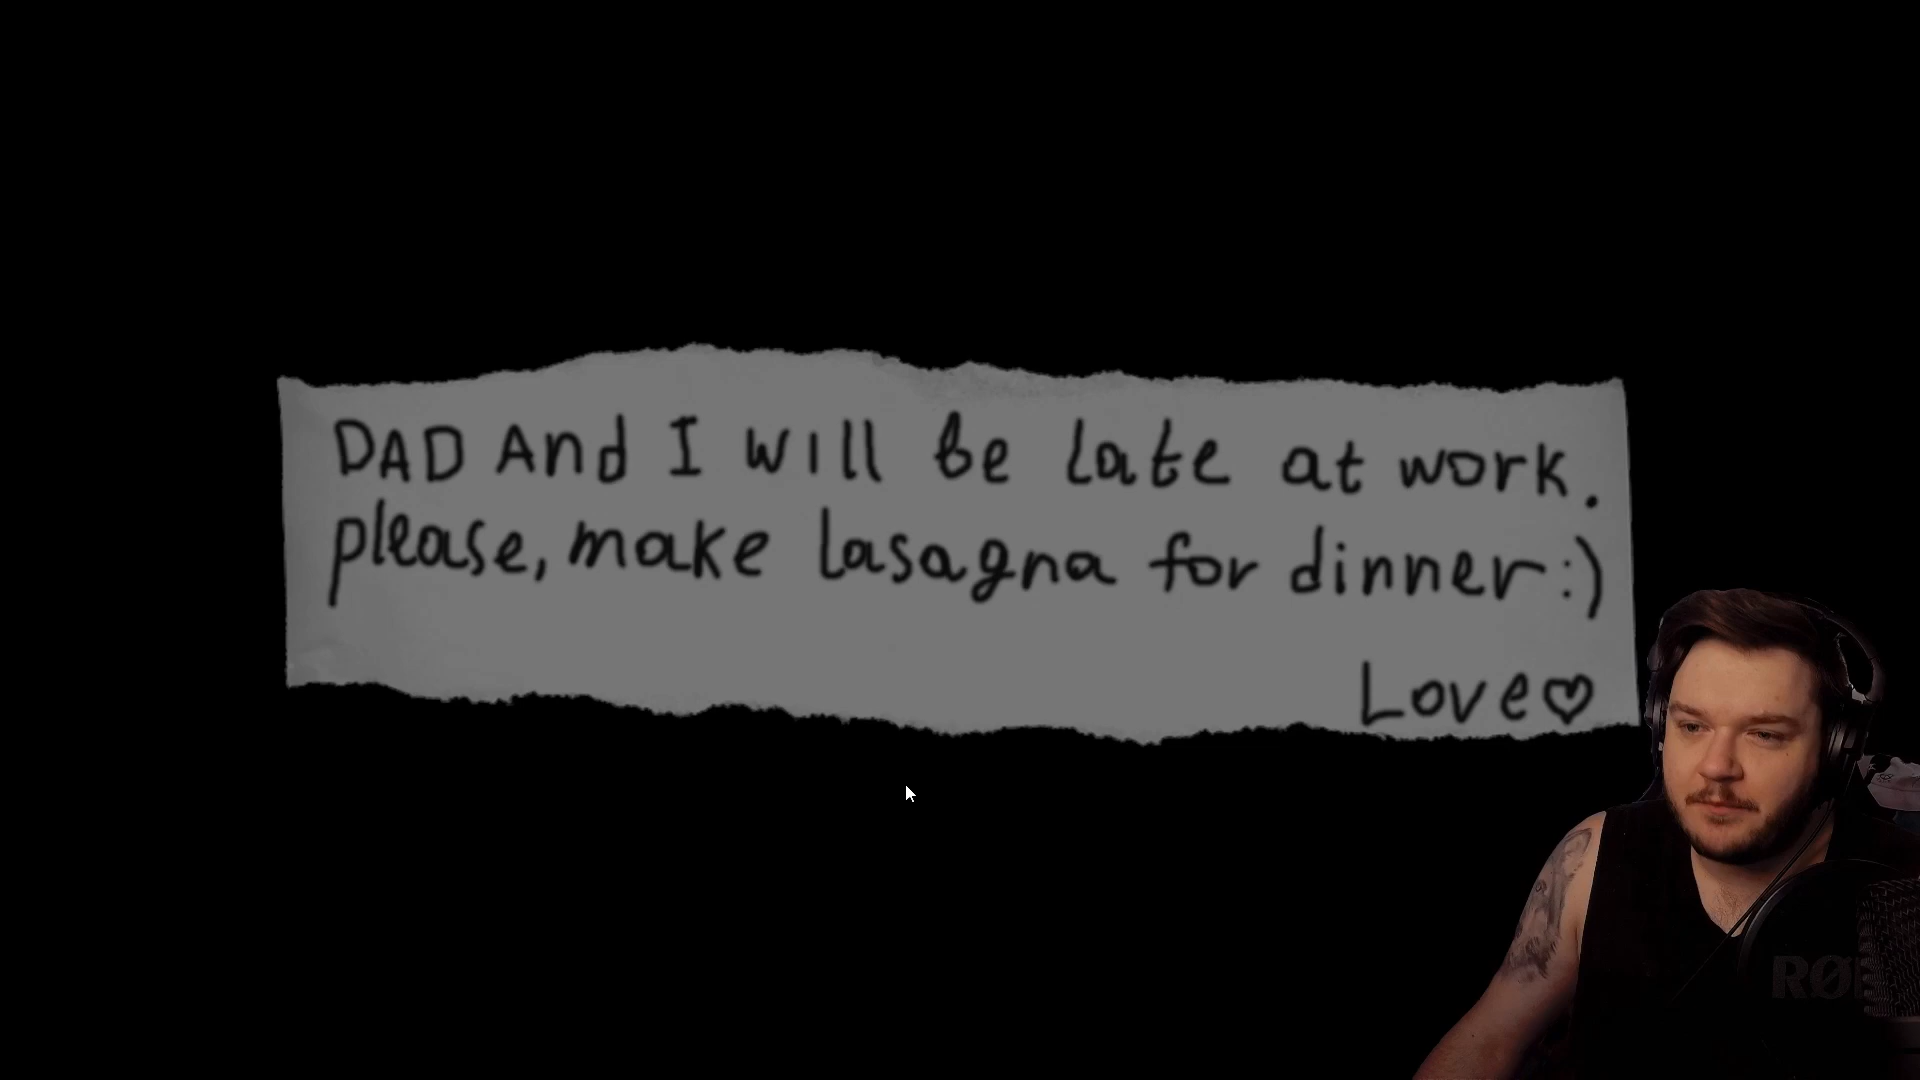 DAD And I will be late at work.
please, make lasagna for dinner:)
Love♡